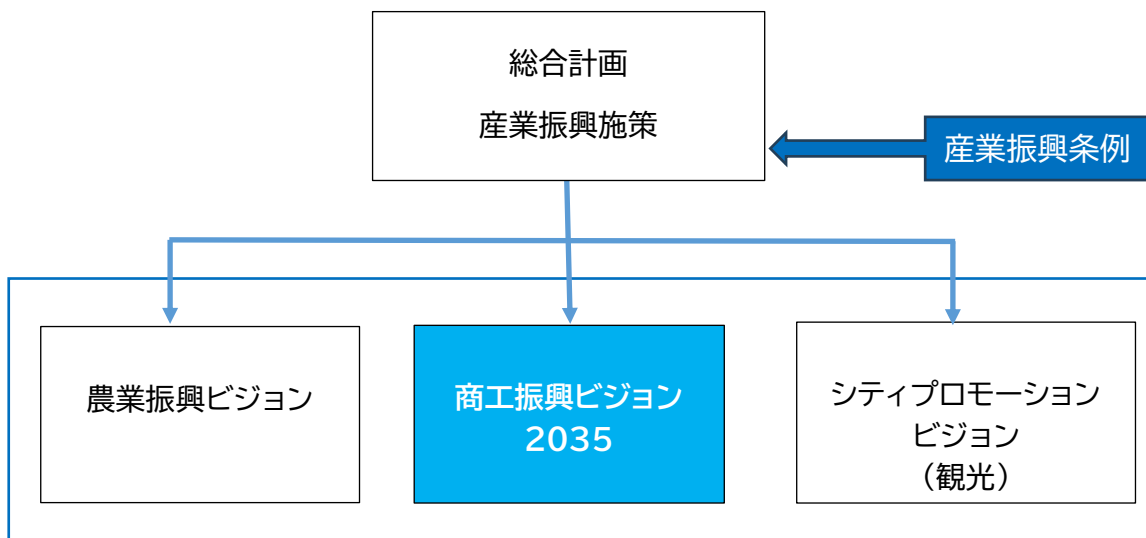 総合計画
産業振興施策
産業振興条例
農業振興ビジョン
商工振興ビジョン
2035
シティプロモーション
ビジョン
（観光）